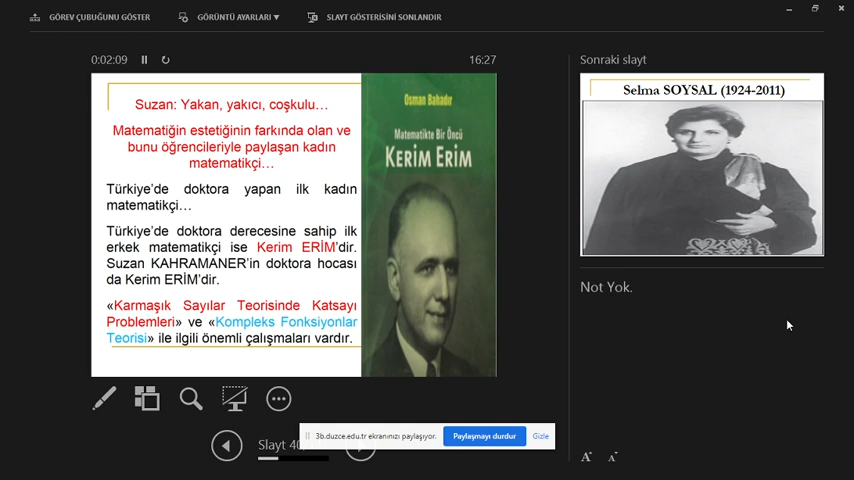 GÖREV ÇUBUĞUNU GÖSTER
GÖRÜNTÜ AYARLARI ▼
SLAYT GÖSTERİSİNİ SONLANDIR
0:02:09
16:27
Suzan: Yakan, yakıcı, coşkulu…
Matematiğin estetiğinin farkında olan ve
bunu öğrencileriyle paylaşan kadın
matematikçi…
Türkiye’de doktora yapan ilk kadın
matematikçi…
Türkiye’de doktora derecesine sahip ilk
erkek matematikçi ise Kerim ERİM’dir.
Suzan KAHRAMANER’in doktora hocası
da Kerim ERİM’dir.
«Karmaşık Sayılar Teorisinde Katsayı
Problemleri» ve «Kompleks Fonksiyonlar
Teorisi» ile ilgili önemli çalışmaları vardır.
Osman Bahadır
Matematikte Bir Öncü
KERİM ERİM
Sonraki slayt
Selma SOYSAL (1924-2011)
Not Yok.
Slayt
3b.duzce.edu.tr ekranınızı paylaşıyor.
Paylaşmayı durdur
Gizle
A
A